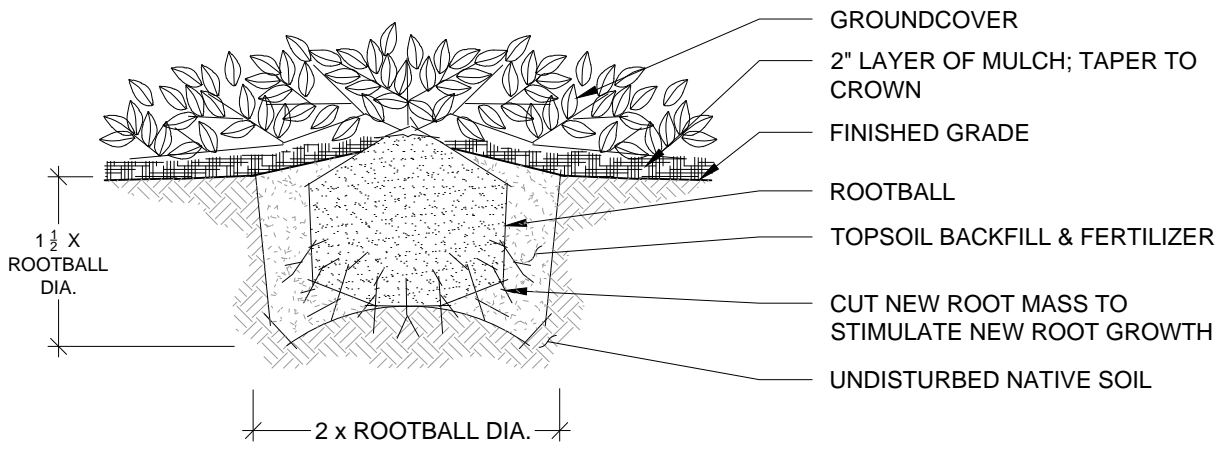 GROUNDCOVER
2" LAYER OF MULCH; TAPER TO
CROWN
FINISHED GRADE
ROOTBALL
TOPSOIL BACKFILL & FERTILIZER
CUT NEW ROOT MASS TO
STIMULATE NEW ROOT GROWTH
UNDISTURBED NATIVE SOIL
1 1/2 X
ROOTBALL
DIA.
2 x ROOTBALL DIA.